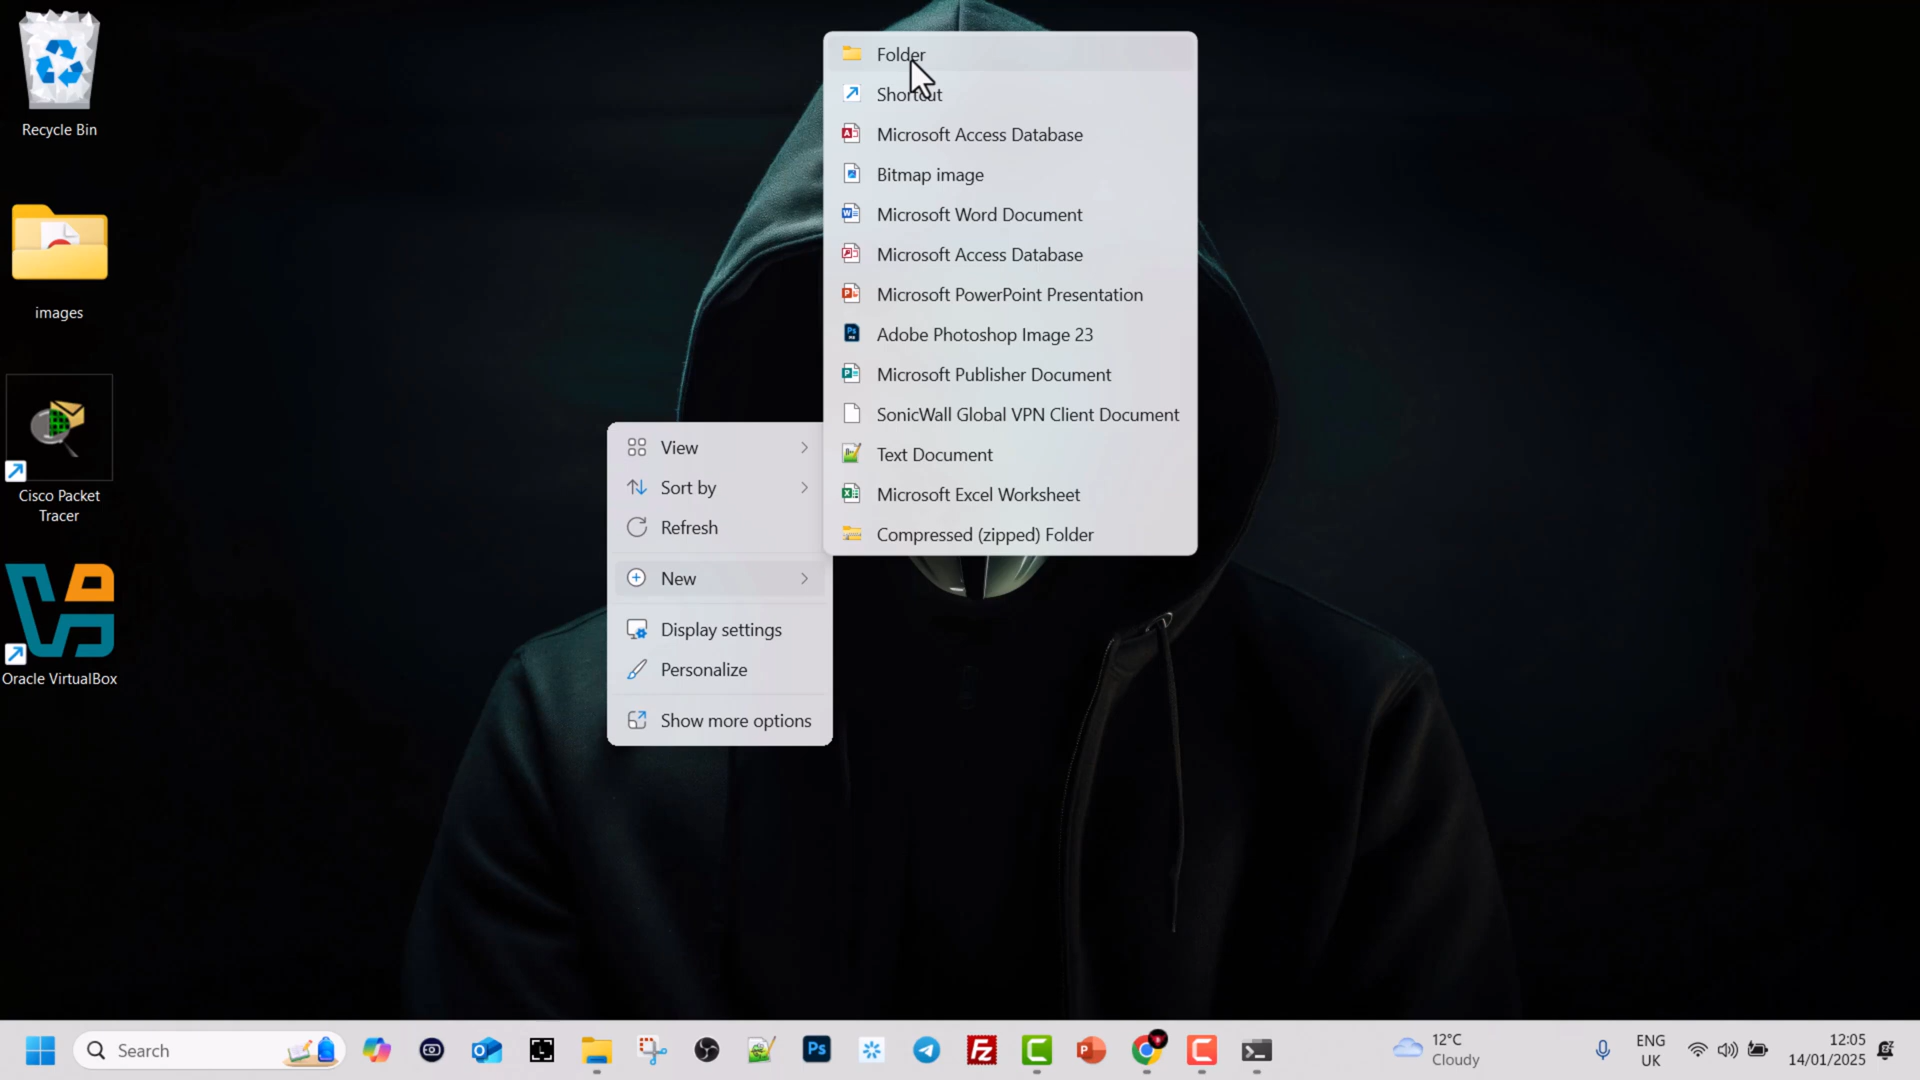 Recycle Bin
images
Cisco Packet
Tracer
Oracle VirtualBox
View
Sort by
Refresh
New
Display settings
Personalize
Show more options
Folder
Shortcut
Microsoft Access Database
Bitmap image
Microsoft Word Document
Microsoft Access Database
Microsoft PowerPoint Presentation
Adobe Photoshop Image 23
Microsoft Publisher Document
SonicWall Global VPN Client Document
Text Document
Microsoft Excel Worksheet
Compressed (zipped) Folder
Search
Ps
Fz
P
12°C
Cloudy
ENG
UK
12:05
14/01/2025